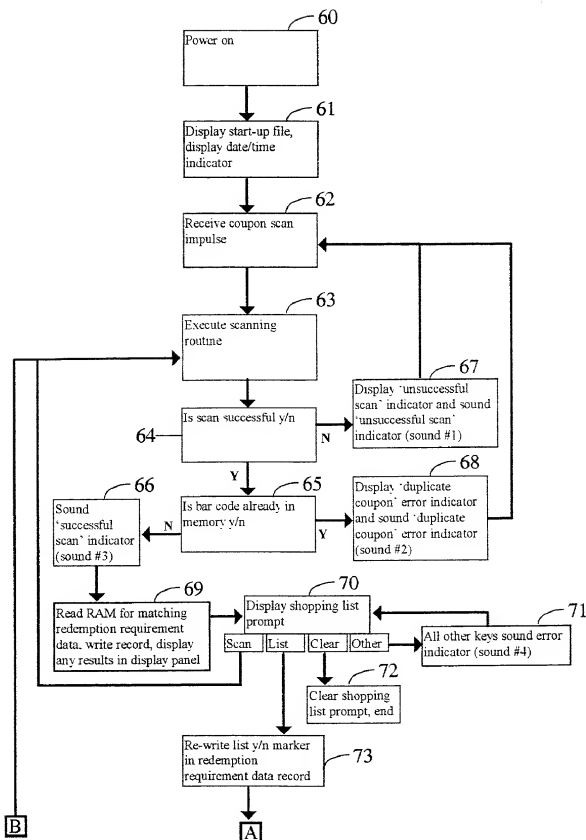 60
Power on
61
Display start-up file,
display date/time
indicator
62
Receive coupon scan
impulse
63
Execute scanning
routine
67
Display 'unsuccessful
scan' indicator and sound
'unsuccessful scan'
indicator (sound #1)
Is scan successful y/n
64
N
Y
68
Display 'duplicate
coupon' error indicator
and sound 'duplicate
coupon' error indicator
(sound #2)
65
Is bar code already in
memory y/n
N
Y
66
Sound
'successful
scan' indicator
(sound #3)
69
Read RAM for matching
redemption requirement
data, write record, display
any results in display panel
70
Display shopping list
prompt
Scan List Clear Other
71
All other keys sound error
indicator (sound #4)
72
Clear shopping
list prompt, end
Re-write list y/n marker
in redemption
requirement data record
73
B
A